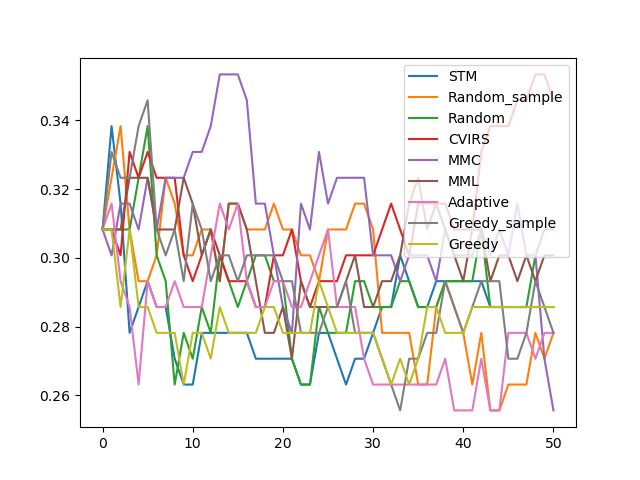 0.34
0.32
0.30
0.28
0.26
0
10
20
30
40
50
STM
Random_sample
Random
CVIRS
MMC
MML
Adaptive
Greedy_sample
Greedy